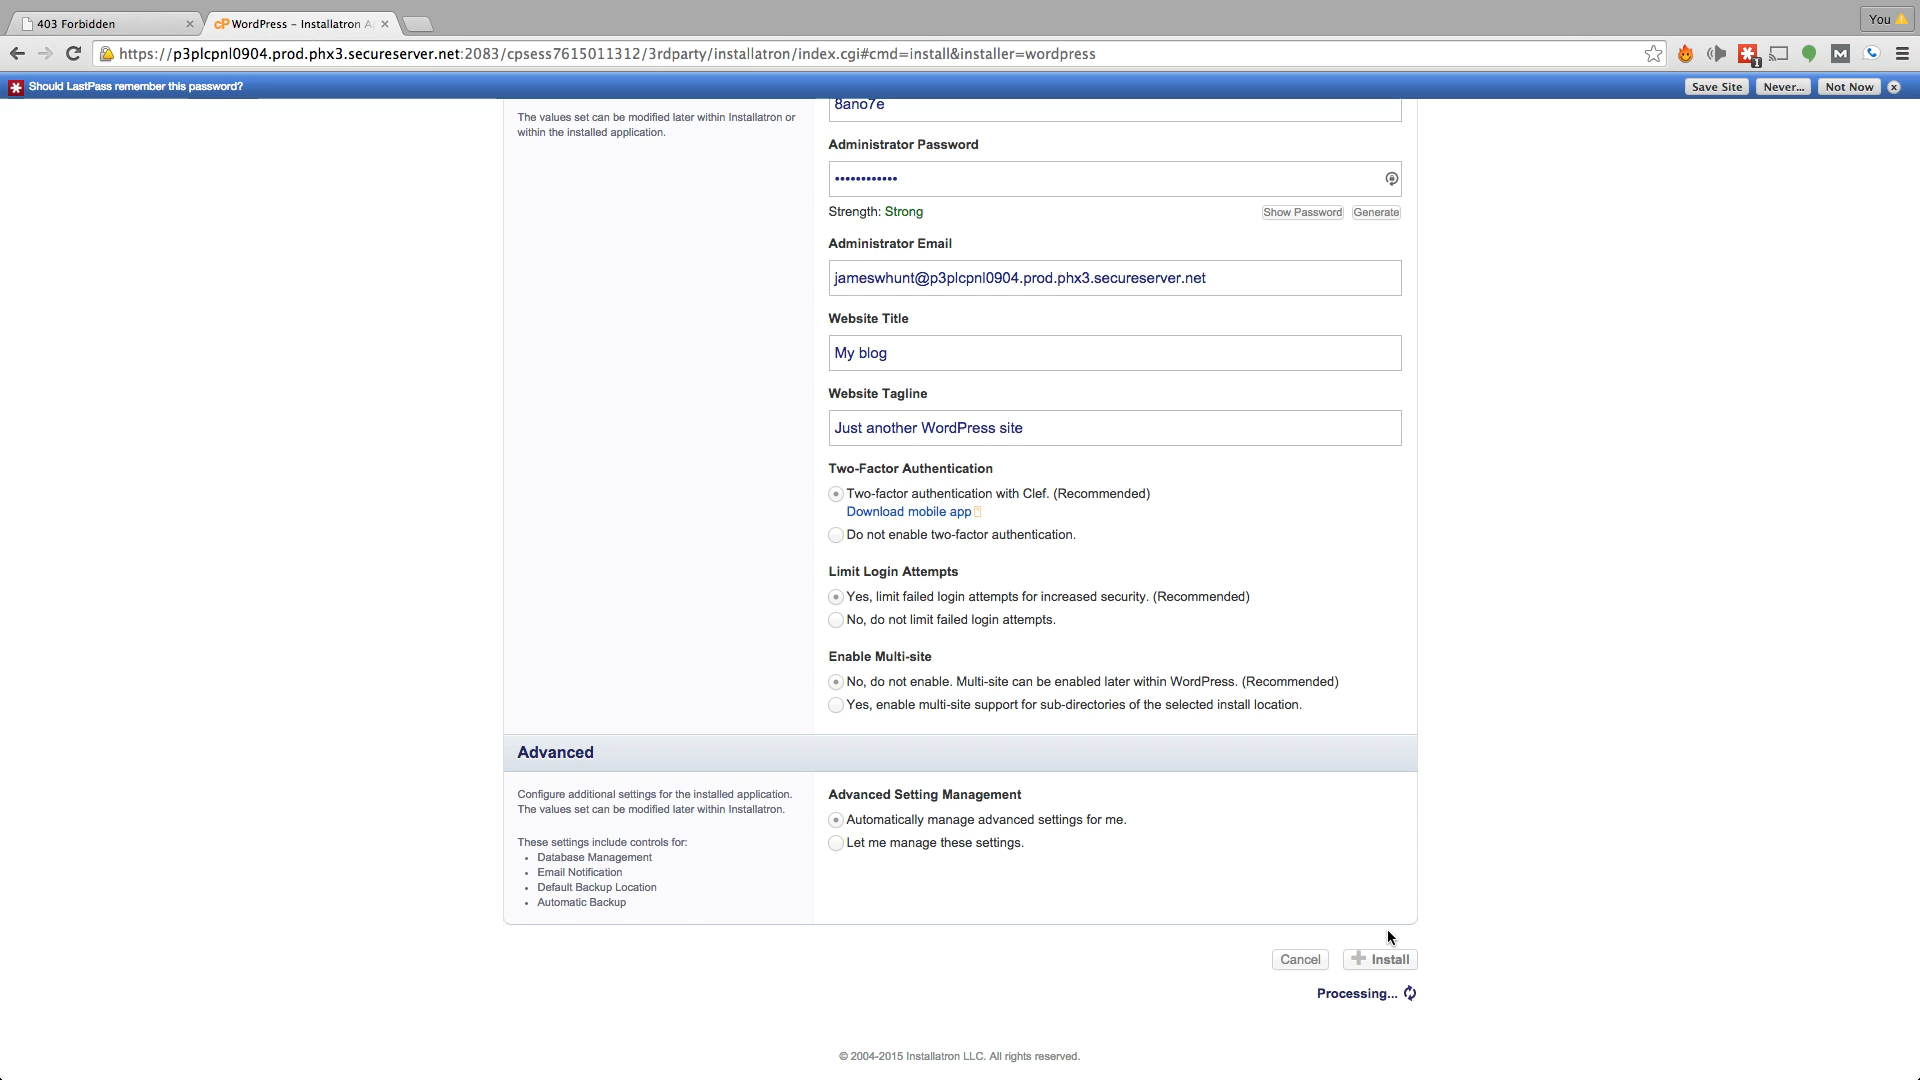 403 Forbidden
WordPress - Installatron A
You
https://p3plcpnl0904.prod.phx3.secureserver.net:2083/cpsess7615011312/3rdparty/installatron/index.cgi#cmd=install&installer=wordpress
Should LastPass remember this password?
Save Site
Never...
Not Now
The values set can be modified later within Installatron or
within the installed application.
8ano7e
Administrator Password
••••••••••••
Strength: Strong
Show Password
Generate
Administrator Email
jameswhunt@p3plcpnl0904.prod.phx3.secureserver.net
Website Title
My blog
Website Tagline
Just another WordPress site
Two-Factor Authentication
Two-factor authentication with Clef. (Recommended)
Download mobile app
Do not enable two-factor authentication.
Limit Login Attempts
Yes, limit failed login attempts for increased security. (Recommended)
No, do not limit failed login attempts.
Enable Multi-site
No, do not enable. Multi-site can be enabled later within WordPress. (Recommended)
Yes, enable multi-site support for sub-directories of the selected install location.
Advanced
Configure additional settings for the installed application.
The values set can be modified later within Installatron.
These settings include controls for:
• Database Management
• Email Notification
• Default Backup Location
• Automatic Backup
Advanced Setting Management
Automatically manage advanced settings for me.
Let me manage these settings.
Cancel
Install
Processing...
© 2004-2015 Installatron LLC. All rights reserved.